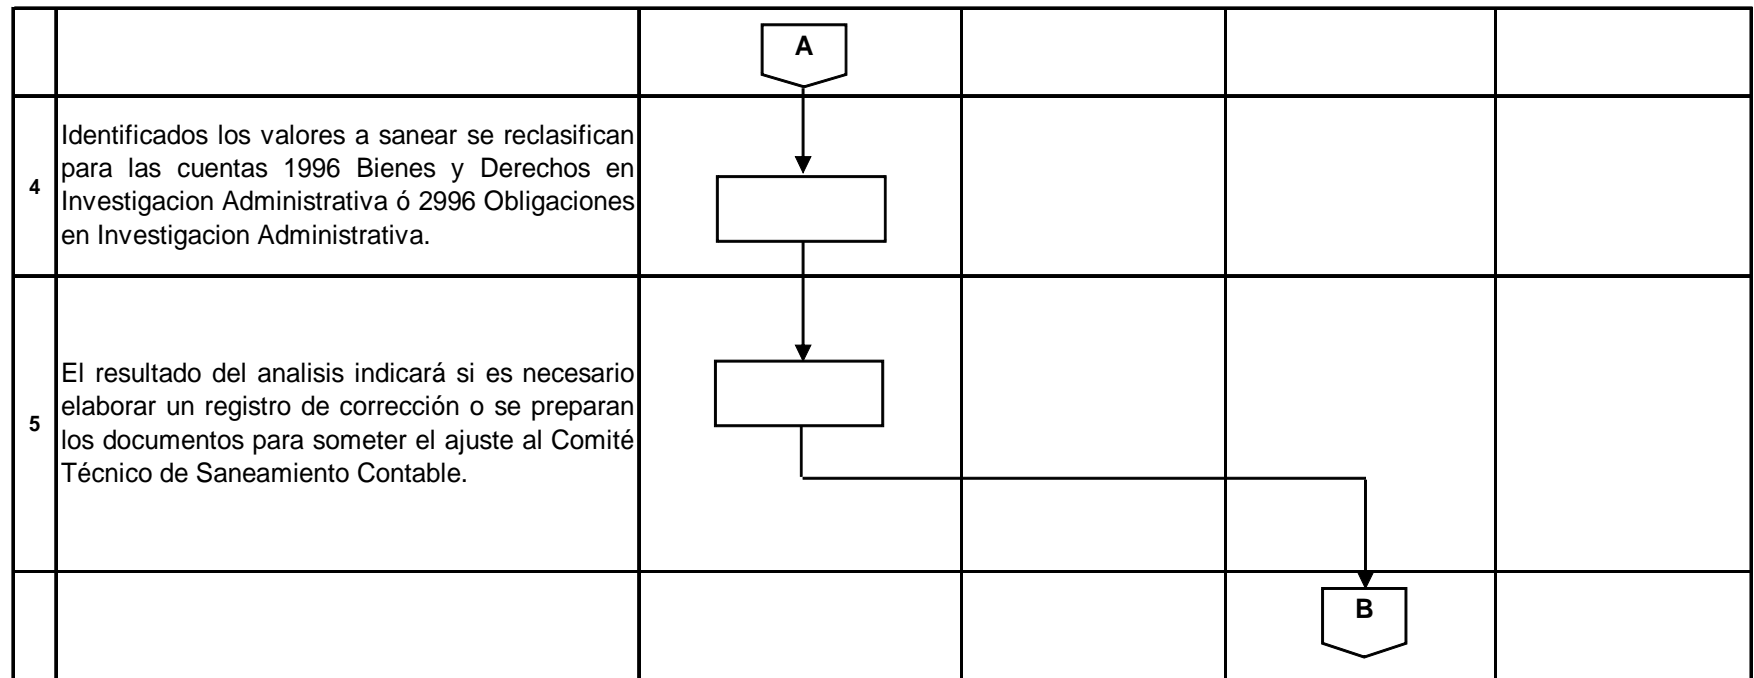 A
4
Identificados los valores a sanear se reclasifican
para las cuentas 1996 Bienes y Derechos en
Investigacion Administrativa ó 2996 Obligaciones
en Investigacion Administrativa.
5
El resultado del analisis indicará si es necesario
elaborar un registro de corrección o se preparan
los documentos para someter el ajuste al Comité
Técnico de Saneamiento Contable.
B